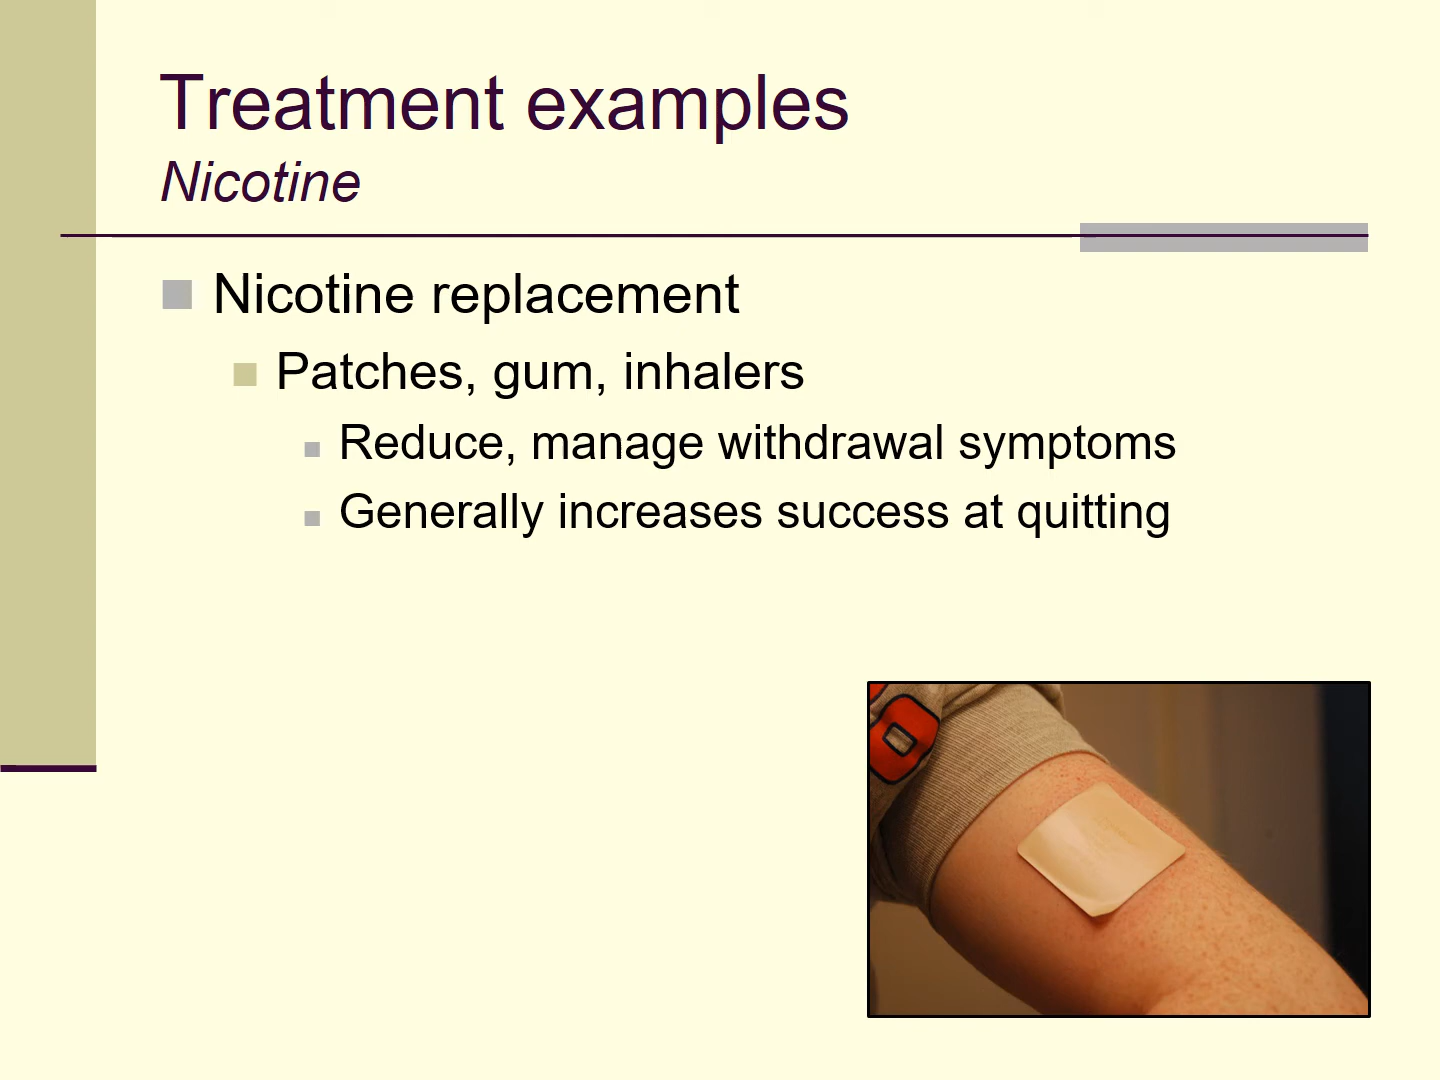 Treatment examples
Nicotine
Nicotine replacement
Patches, gum, inhalers
Reduce, manage withdrawal symptoms
Generally increases success at quitting